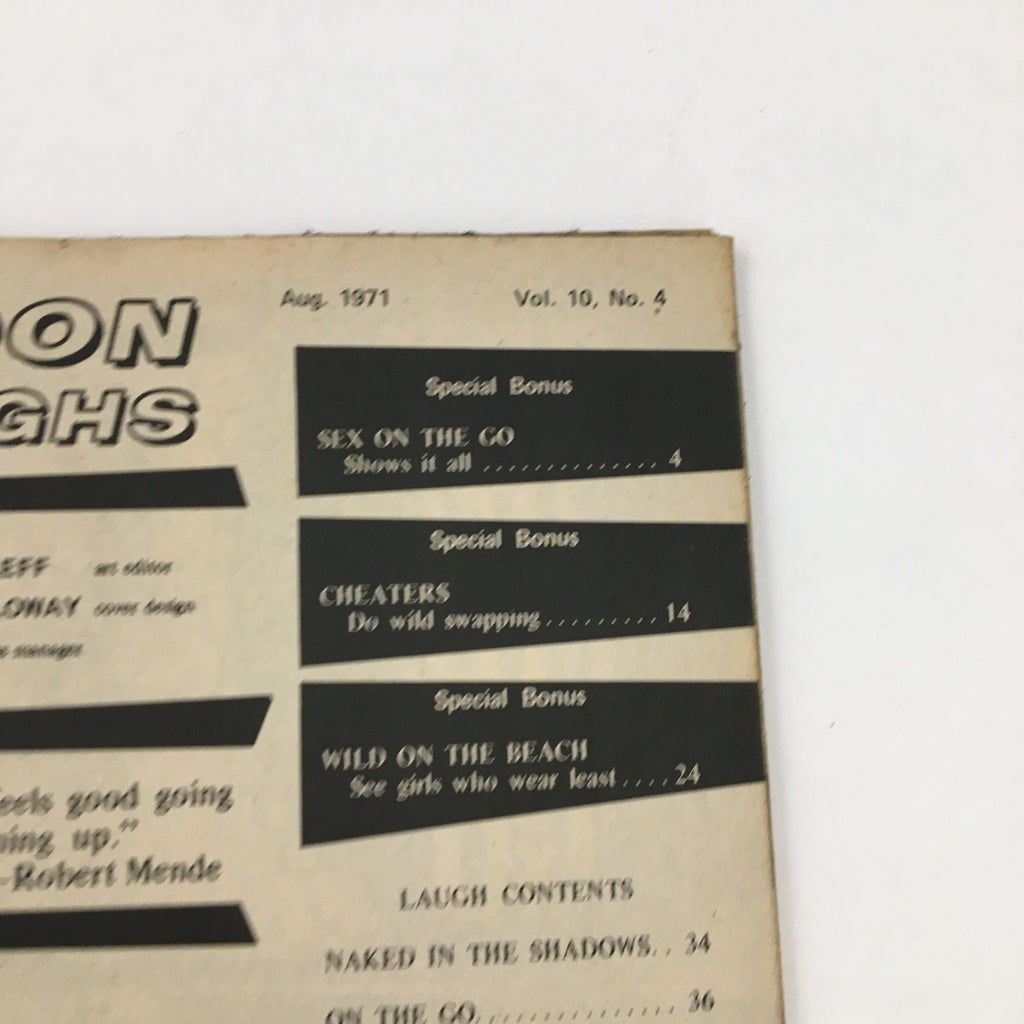 OON
GHS
EFF art editor
LOWAY cover design
manager
eels good going
ing up.”
–Robert Mende
Aug. 1971 Vol. 10, No. 4
Special Bonus
SEX ON THE GO
Shows it all . . . . . . . . . . . . . . 4
Special Bonus
CHEATERS
Do wild swapping. . . . . . . . . 14
Special Bonus
WILD ON THE BEACH
See girls who wear least. . . . 24
LAUGH CONTENTS
NAKED IN THE SHADOWS. . 34
ON THE GO. . . . . . . . . . . . . . . 36